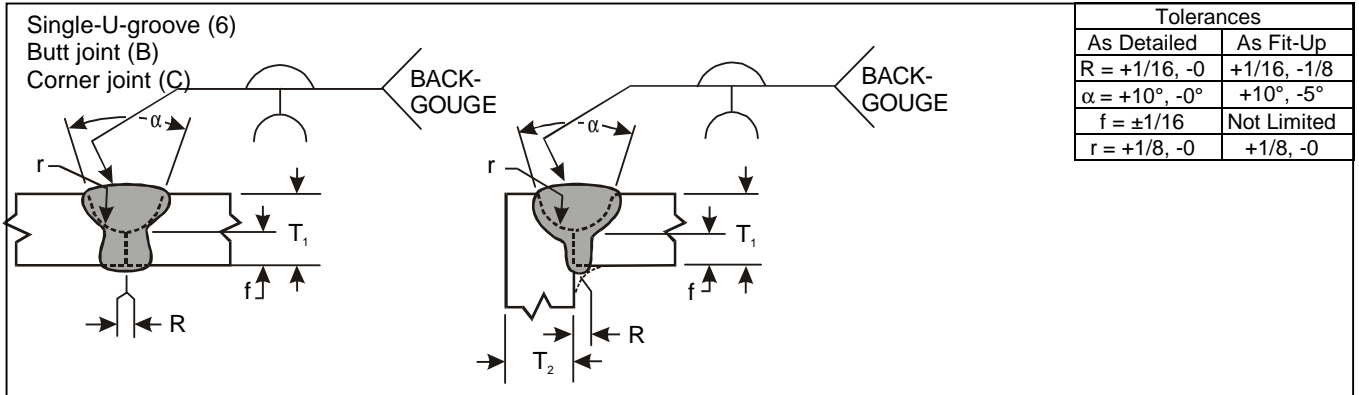 Single-U-groove (6)
Butt joint (B)
Corner joint (C)
BACK-
GOUGE
α
r
T₁
f
R
BACK-
GOUGE
α
r
T₁
f
R
T₂
Tolerances
As Detailed As Fit-Up
R = +1/16, -0 +1/16, -1/8
α = +10°, -0° +10°, -5°
f = ±1/16 Not Limited
r = +1/8, -0 +1/8, -0